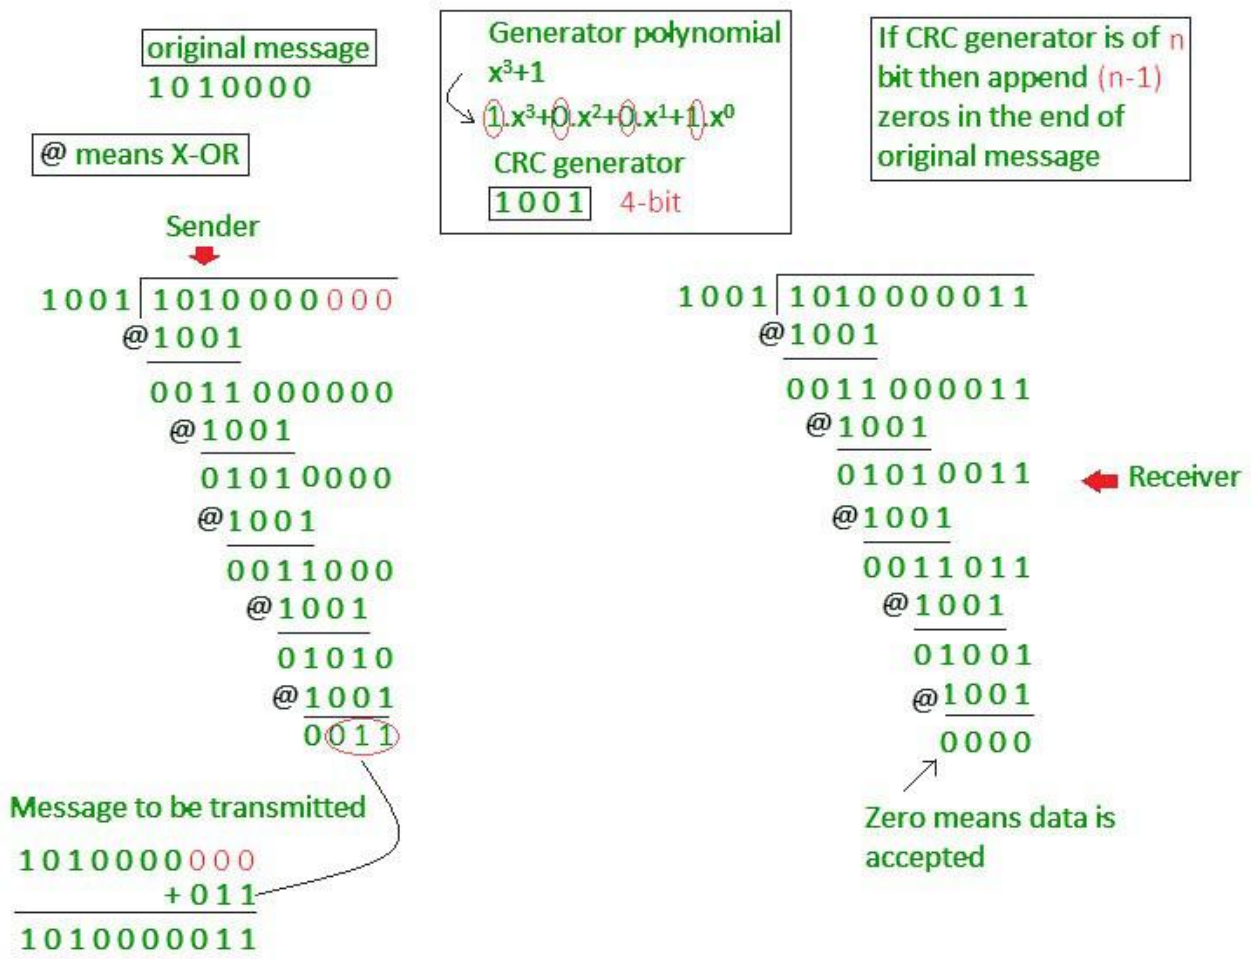 original message
1010000
@ means X-OR
Generator polynomial
x³+1
1.x³+0.x²+0.x¹+1.x⁰
CRC generator
1001 4-bit
If CRC generator is of n
bit then append (n-1)
zeros in the end of
original message
Sender
1001 1010000000
@1001
0011000000
@1001
01010000
@1001
0011000
@1001
01010
@1001
0011
Message to be transmitted
1010000000
+011
1010000011
1001 1010000011
@1001
0011000011
@1001
01010011
Receiver
@1001
0011011
@1001
01001
@1001
0000
Zero means data is
accepted